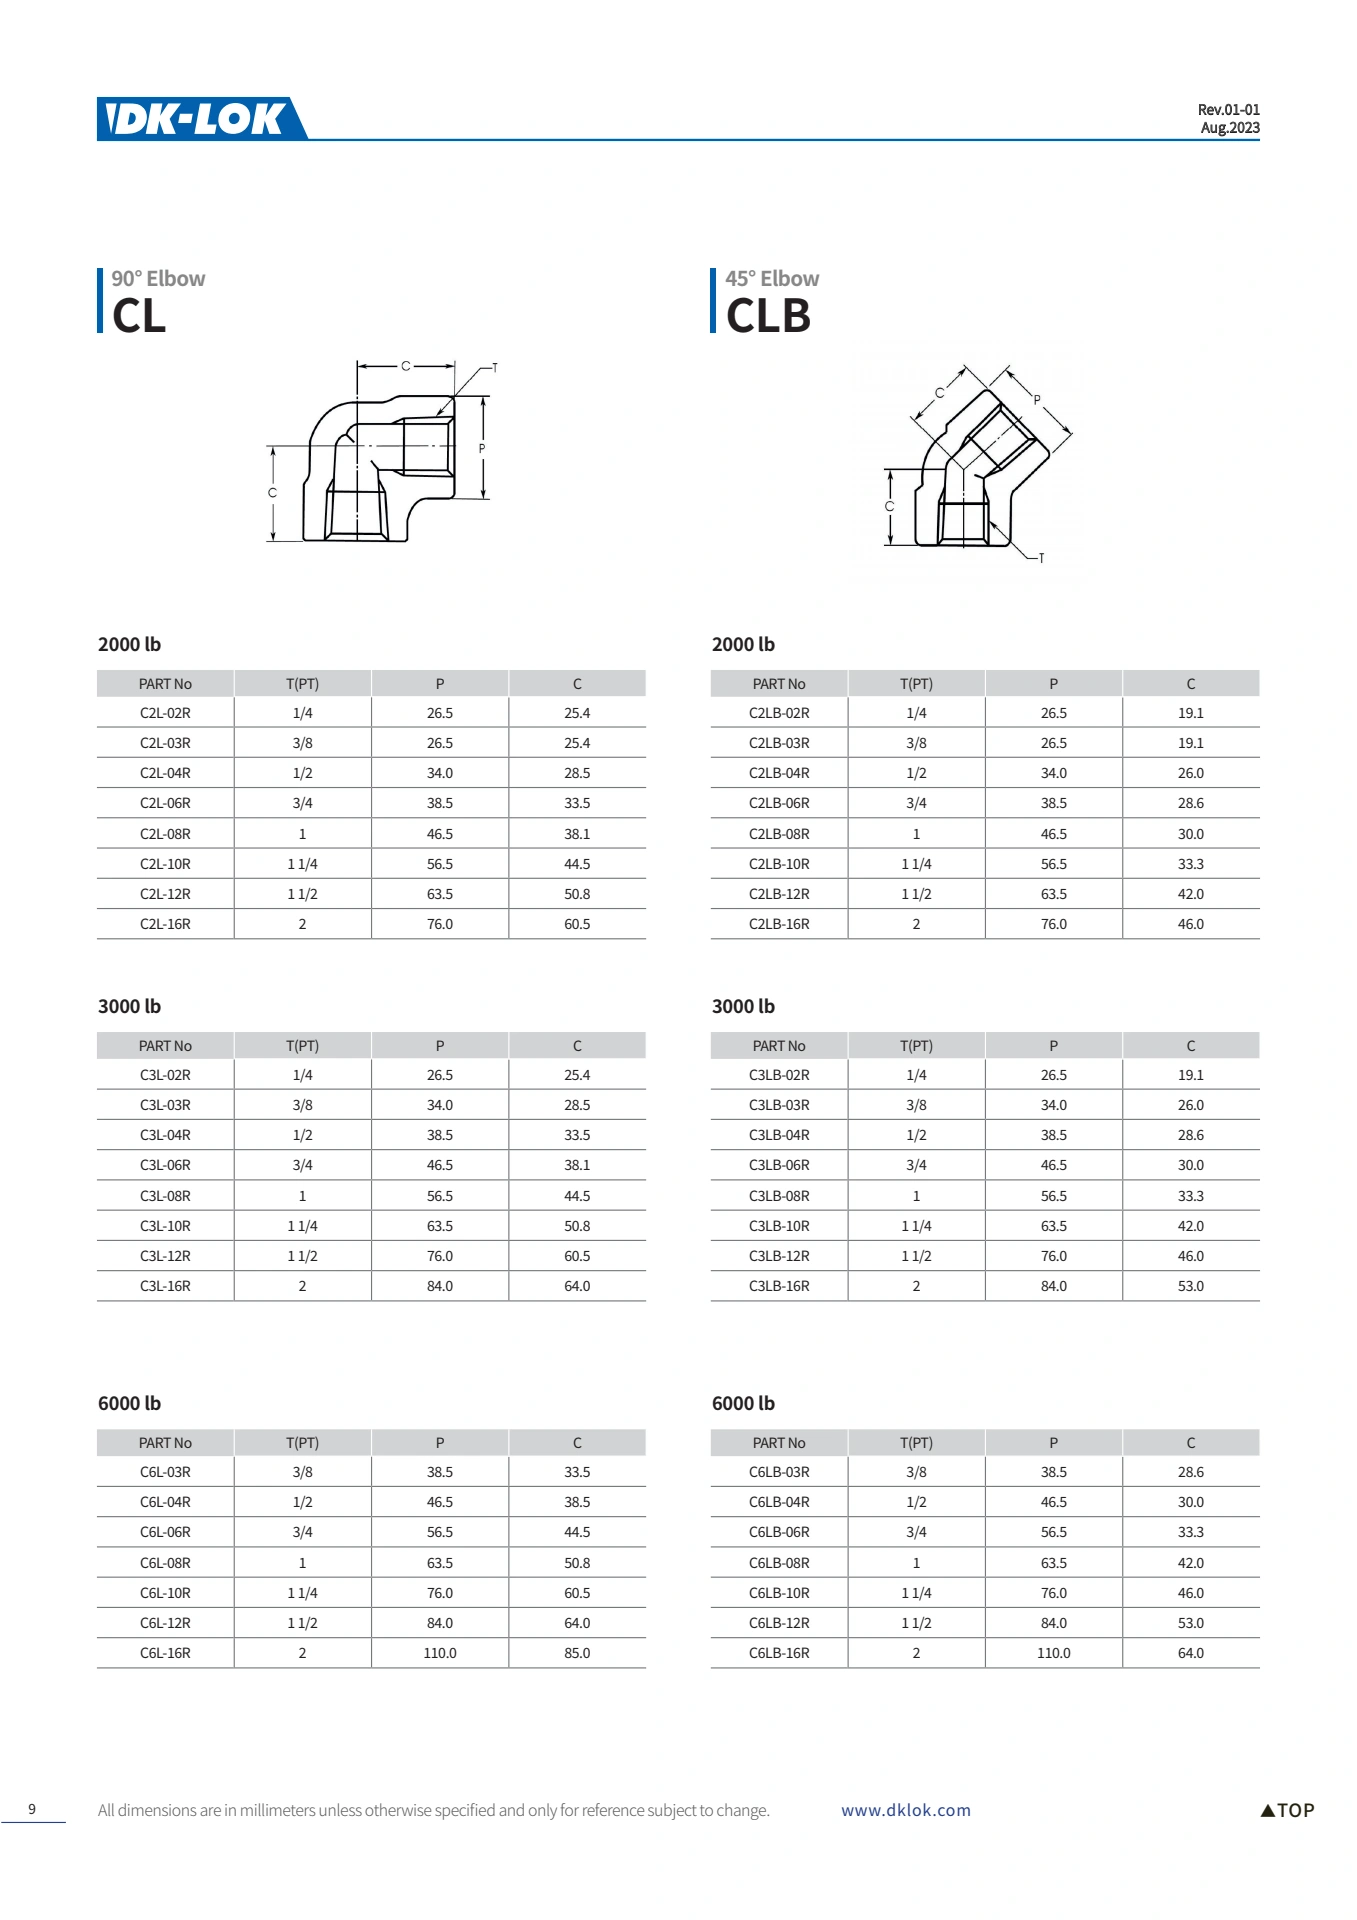 DK-LOK
Rev.01-01
Aug.2023
90° Elbow
CL
C
T
P
C
2000 lb
PART No T(PT) P C
C2L-02R 1/4 26.5 25.4
C2L-03R 3/8 26.5 25.4
C2L-04R 1/2 34.0 28.5
C2L-06R 3/4 38.5 33.5
C2L-08R 1 46.5 38.1
C2L-10R 1 1/4 56.5 44.5
C2L-12R 1 1/2 63.5 50.8
C2L-16R 2 76.0 60.5
3000 lb
PART No T(PT) P C
C3L-02R 1/4 26.5 25.4
C3L-03R 3/8 34.0 28.5
C3L-04R 1/2 38.5 33.5
C3L-06R 3/4 46.5 38.1
C3L-08R 1 56.5 44.5
C3L-10R 1 1/4 63.5 50.8
C3L-12R 1 1/2 76.0 60.5
C3L-16R 2 84.0 64.0
6000 lb
PART No T(PT) P C
C6L-03R 3/8 38.5 33.5
C6L-04R 1/2 46.5 38.5
C6L-06R 3/4 56.5 44.5
C6L-08R 1 63.5 50.8
C6L-10R 1 1/4 76.0 60.5
C6L-12R 1 1/2 84.0 64.0
C6L-16R 2 110.0 85.0
45° Elbow
CLB
C
P
C
T
2000 lb
PART No T(PT) P C
C2LB-02R 1/4 26.5 19.1
C2LB-03R 3/8 26.5 19.1
C2LB-04R 1/2 34.0 26.0
C2LB-06R 3/4 38.5 28.6
C2LB-08R 1 46.5 30.0
C2LB-10R 1 1/4 56.5 33.3
C2LB-12R 1 1/2 63.5 42.0
C2LB-16R 2 76.0 46.0
3000 lb
PART No T(PT) P C
C3LB-02R 1/4 26.5 19.1
C3LB-03R 3/8 34.0 26.0
C3LB-04R 1/2 38.5 28.6
C3LB-06R 3/4 46.5 30.0
C3LB-08R 1 56.5 33.3
C3LB-10R 1 1/4 63.5 42.0
C3LB-12R 1 1/2 76.0 46.0
C3LB-16R 2 84.0 53.0
6000 lb
PART No T(PT) P C
C6LB-03R 3/8 38.5 28.6
C6LB-04R 1/2 46.5 30.0
C6LB-06R 3/4 56.5 33.3
C6LB-08R 1 63.5 42.0
C6LB-10R 1 1/4 76.0 46.0
C6LB-12R 1 1/2 84.0 53.0
C6LB-16R 2 110.0 64.0
9 All dimensions are in millimeters unless otherwise specified and only for reference subject to change. www.dklok.com ▲TOP